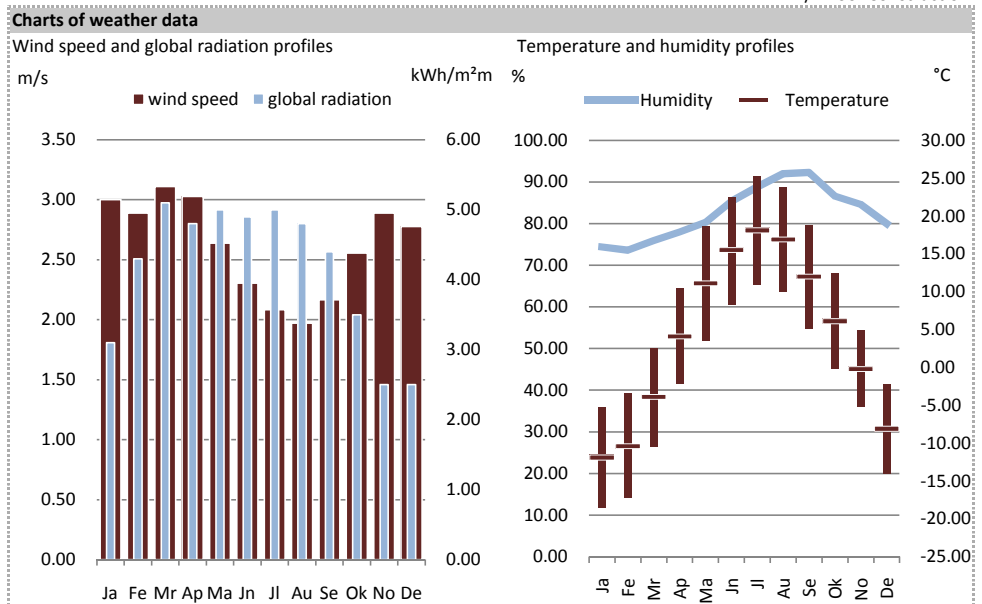 Charts of weather data
Wind speed and global radiation profiles
m/s
kWh/m²m
wind speed
global radiation
3.50
3.00
2.50
2.00
1.50
1.00
0.50
0.00
6.00
5.00
4.00
3.00
2.00
1.00
0.00
Ja Fe Mr Ap Ma Jn Jl Au Se Ok No De
Temperature and humidity profiles
%
°C
Humidity
Temperature
100.00
90.00
80.00
70.00
60.00
50.00
40.00
30.00
20.00
10.00
0.00
30.00
25.00
20.00
15.00
10.00
5.00
0.00
-5.00
-10.00
-15.00
-20.00
-25.00
Ja
Fe
Mr
Ap
Ma
Jn
Jl
Au
Se
Ok
No
De